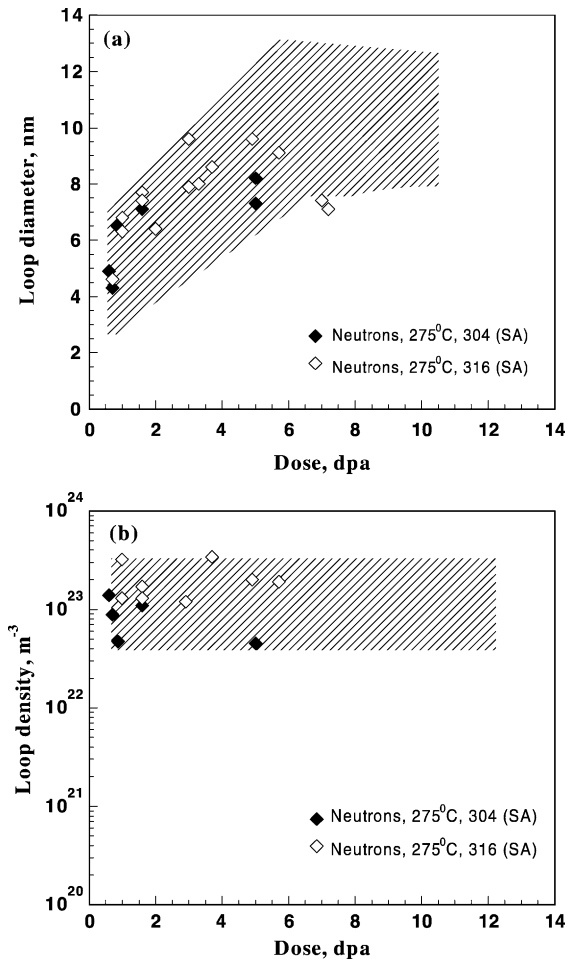 (a)
14
12
10
8
6
4
2
0
Loop diameter, nm
Neutrons, 275⁰C, 304 (SA)
Neutrons, 275⁰C, 316 (SA)
0 2 4 6 8 10 12 14
Dose, dpa
(b)
10²⁴
10²³
10²²
10²¹
10²⁰
Loop density, m⁻³
Neutrons, 275⁰C, 304 (SA)
Neutrons, 275⁰C, 316 (SA)
0 2 4 6 8 10 12 14
Dose, dpa